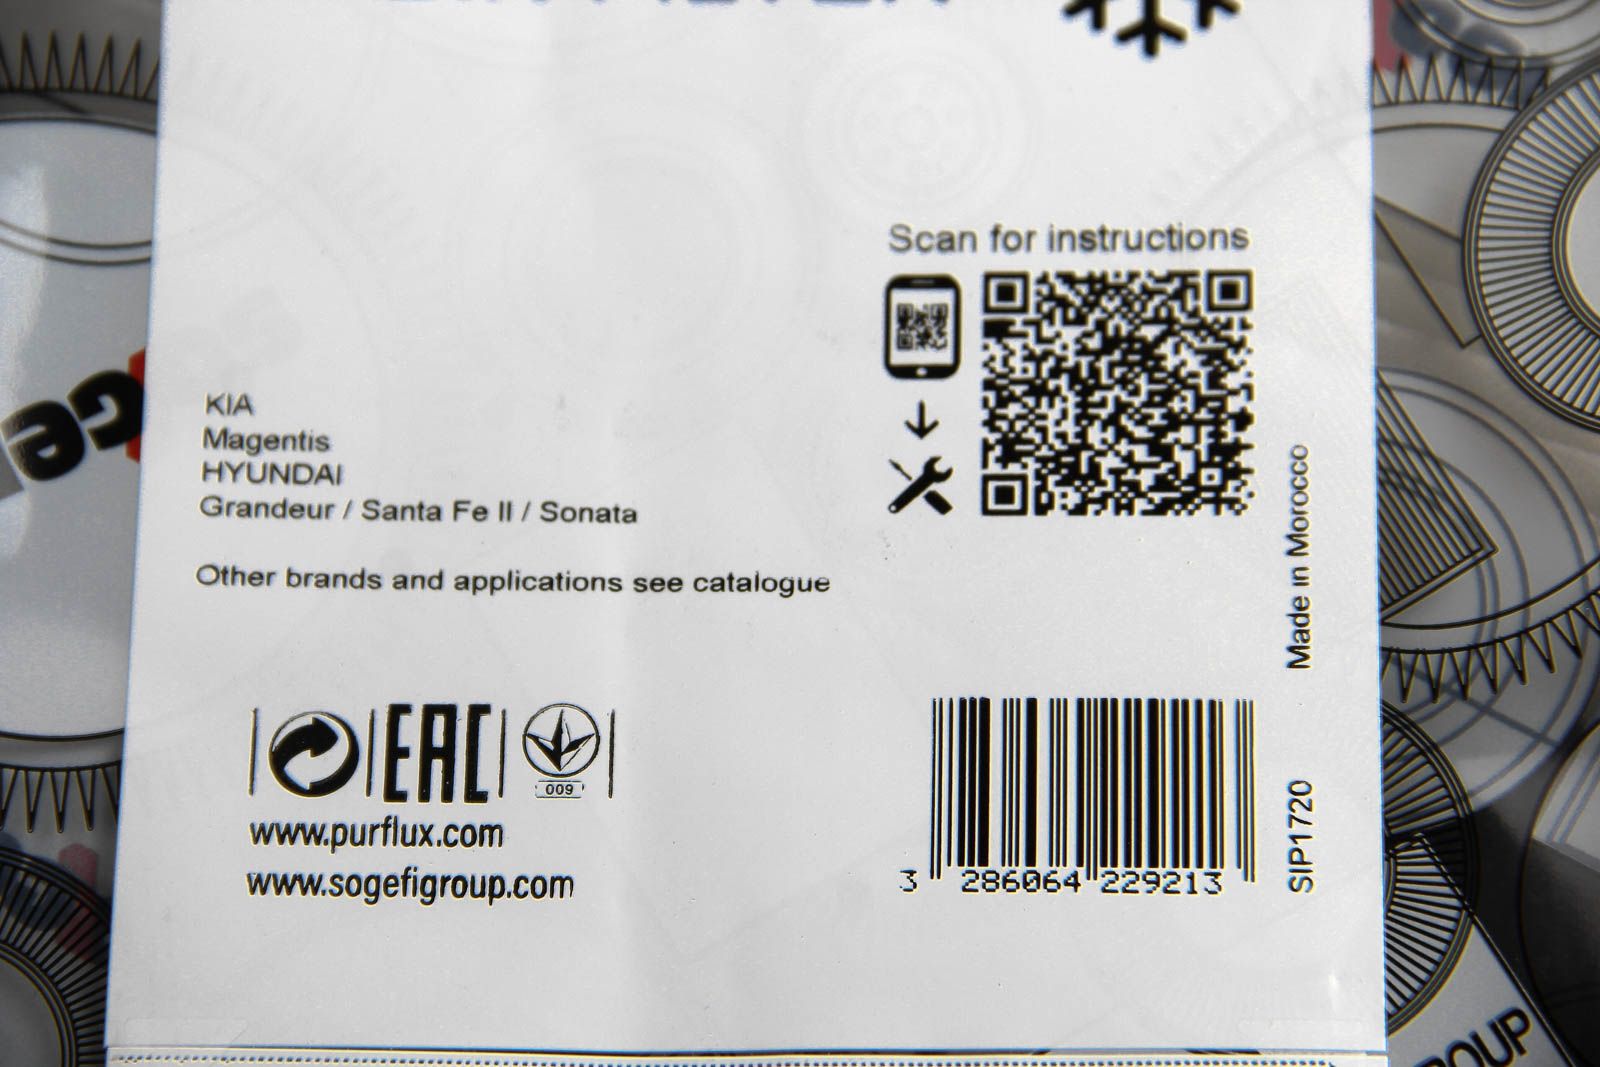 Scan for instructions
KIA
Magentis
HYUNDAI
Grandeur / Santa Fe II / Sonata
Other brands and applications see catalogue
Made in Morocco
EAC
009
www.purflux.com
www.sogefigroup.com
3 286064 229213
SIP1720